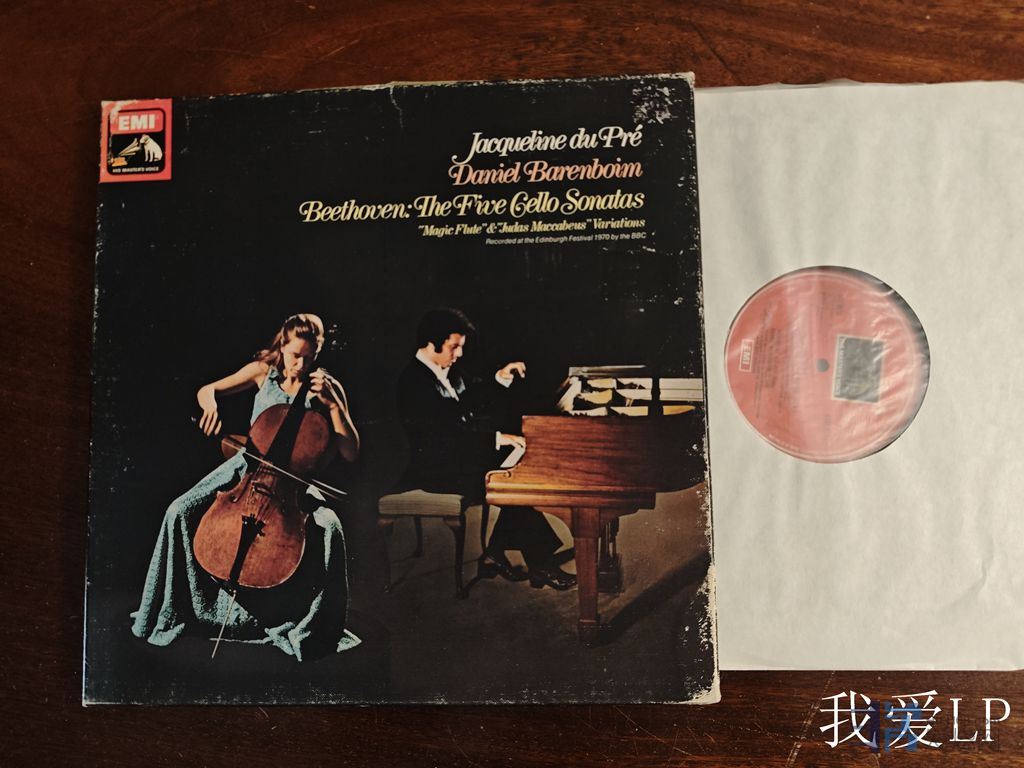 EMI
HIS MASTER'S VOICE
Jacqueline du Pré
Daniel Barenboim
Beethoven: The Five Cello Sonatas
"Magic Flute" & "Judas Maccabeus" Variations
Recorded at the Edinburgh Festival 1970 by the BBC
EMI
我爱LP